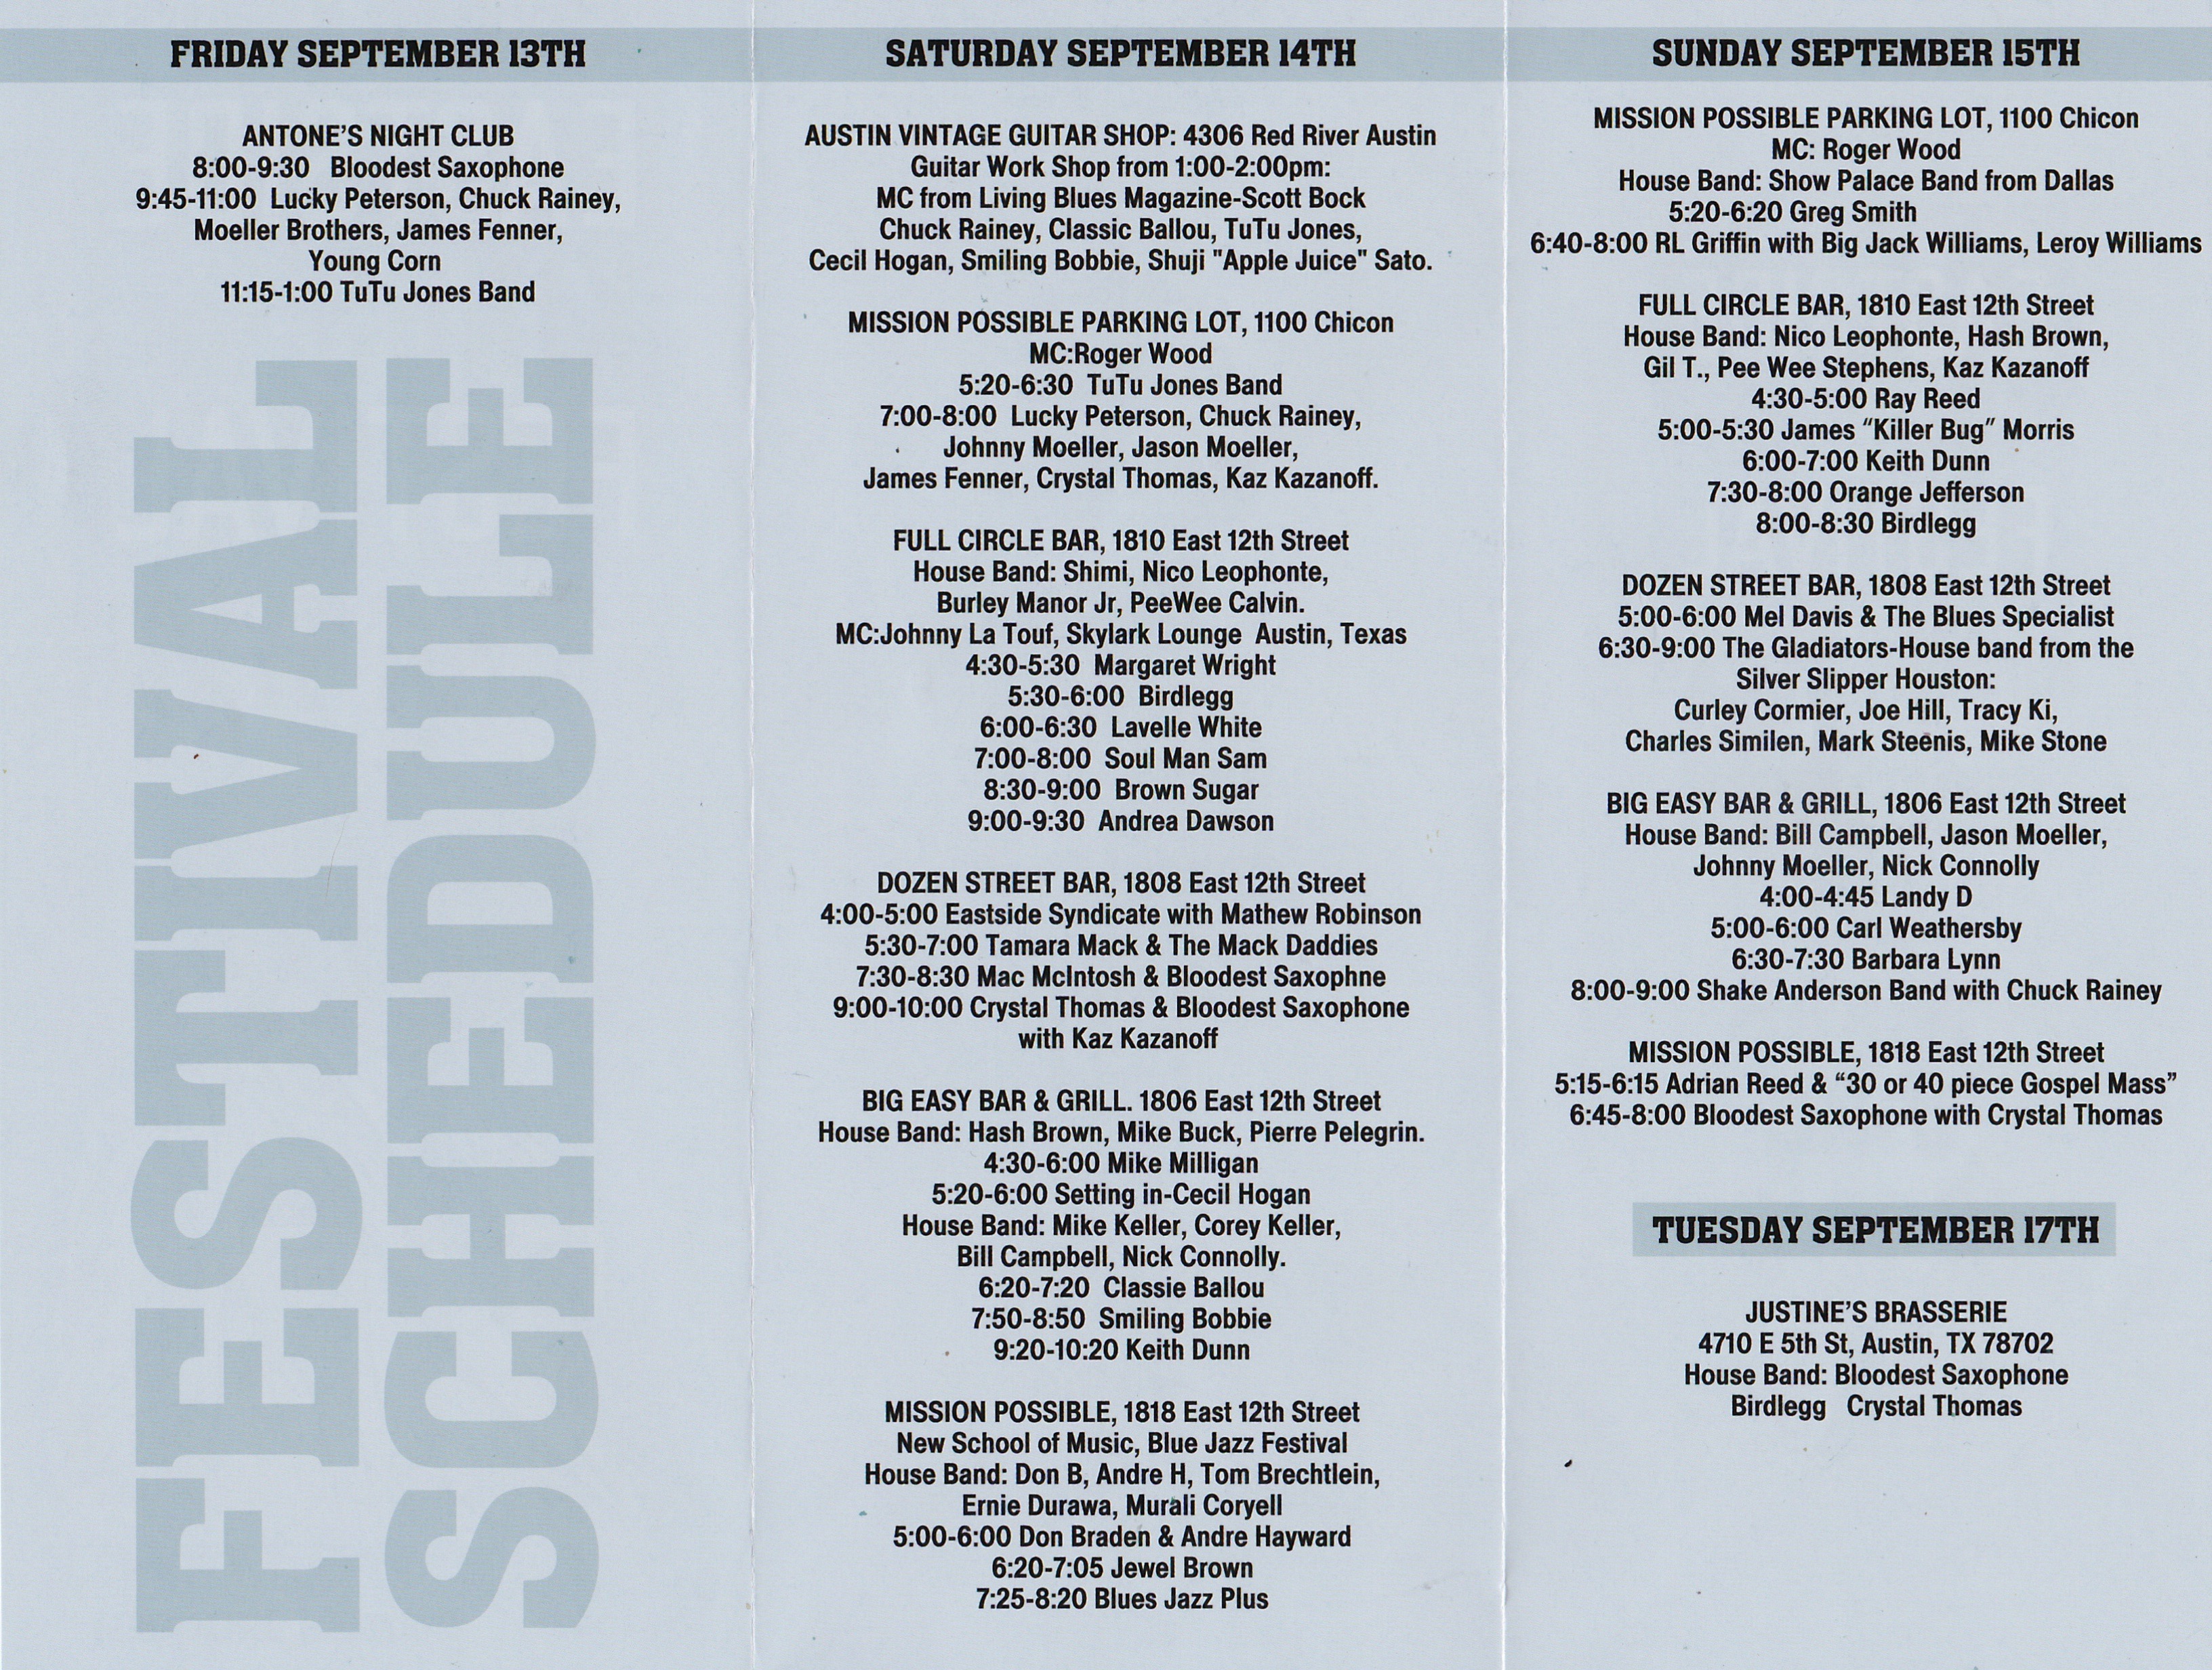 FRIDAY SEPTEMBER 13TH
ANTONE'S NIGHT CLUB
8:00-9:30 Bloodest Saxophone
9:45-11:00 Lucky Peterson, Chuck Rainey,
Moeller Brothers, James Fenner,
Young Corn
11:15-1:00 TuTu Jones Band
FESTIVAL
SCHEDULE
SATURDAY SEPTEMBER 14TH
AUSTIN VINTAGE GUITAR SHOP: 4306 Red River Austin
Guitar Work Shop from 1:00-2:00pm:
MC from Living Blues Magazine-Scott Bock
Chuck Rainey, Classic Ballou, TuTu Jones,
Cecil Hogan, Smiling Bobbie, Shuji "Apple Juice" Sato.
MISSION POSSIBLE PARKING LOT, 1100 Chicon
MC:Roger Wood
5:20-6:30 TuTu Jones Band
7:00-8:00 Lucky Peterson, Chuck Rainey,
Johnny Moeller, Jason Moeller,
James Fenner, Crystal Thomas, Kaz Kazanoff.
FULL CIRCLE BAR, 1810 East 12th Street
House Band: Shimi, Nico Leophonte,
Burley Manor Jr, PeeWee Calvin.
MC:Johnny La Touf, Skylark Lounge Austin, Texas
4:30-5:30 Margaret Wright
5:30-6:00 Birdlegg
6:00-6:30 Lavelle White
7:00-8:00 Soul Man Sam
8:30-9:00 Brown Sugar
9:00-9:30 Andrea Dawson
DOZEN STREET BAR, 1808 East 12th Street
4:00-5:00 Eastside Syndicate with Mathew Robinson
5:30-7:00 Tamara Mack & The Mack Daddies
7:30-8:30 Mac McIntosh & Bloodest Saxophne
9:00-10:00 Crystal Thomas & Bloodest Saxophone
with Kaz Kazanoff
BIG EASY BAR & GRILL. 1806 East 12th Street
House Band: Hash Brown, Mike Buck, Pierre Pelegrin.
4:30-6:00 Mike Milligan
5:20-6:00 Setting in-Cecil Hogan
House Band: Mike Keller, Corey Keller,
Bill Campbell, Nick Connolly.
6:20-7:20 Classie Ballou
7:50-8:50 Smiling Bobbie
9:20-10:20 Keith Dunn
MISSION POSSIBLE, 1818 East 12th Street
New School of Music, Blue Jazz Festival
House Band: Don B, Andre H, Tom Brechtlein,
Ernie Durawa, Murali Coryell
5:00-6:00 Don Braden & Andre Hayward
6:20-7:05 Jewel Brown
7:25-8:20 Blues Jazz Plus
SUNDAY SEPTEMBER 15TH
MISSION POSSIBLE PARKING LOT, 1100 Chicon
MC: Roger Wood
House Band: Show Palace Band from Dallas
5:20-6:20 Greg Smith
6:40-8:00 RL Griffin with Big Jack Williams, Leroy Williams
FULL CIRCLE BAR, 1810 East 12th Street
House Band: Nico Leophonte, Hash Brown,
Gil T., Pee Wee Stephens, Kaz Kazanoff
4:30-5:00 Ray Reed
5:00-5:30 James “Killer Bug” Morris
6:00-7:00 Keith Dunn
7:30-8:00 Orange Jefferson
8:00-8:30 Birdlegg
DOZEN STREET BAR, 1808 East 12th Street
5:00-6:00 Mel Davis & The Blues Specialist
6:30-9:00 The Gladiators-House band from the
Silver Slipper Houston:
Curley Cormier, Joe Hill, Tracy Ki,
Charles Similen, Mark Steenis, Mike Stone
BIG EASY BAR & GRILL, 1806 East 12th Street
House Band: Bill Campbell, Jason Moeller,
Johnny Moeller, Nick Connolly
4:00-4:45 Landy D
5:00-6:00 Carl Weathersby
6:30-7:30 Barbara Lynn
8:00-9:00 Shake Anderson Band with Chuck Rainey
MISSION POSSIBLE, 1818 East 12th Street
5:15-6:15 Adrian Reed & “30 or 40 piece Gospel Mass”
6:45-8:00 Bloodest Saxophone with Crystal Thomas
TUESDAY SEPTEMBER 17TH
JUSTINE'S BRASSERIE
4710 E 5th St, Austin, TX 78702
House Band: Bloodest Saxophone
Birdlegg Crystal Thomas